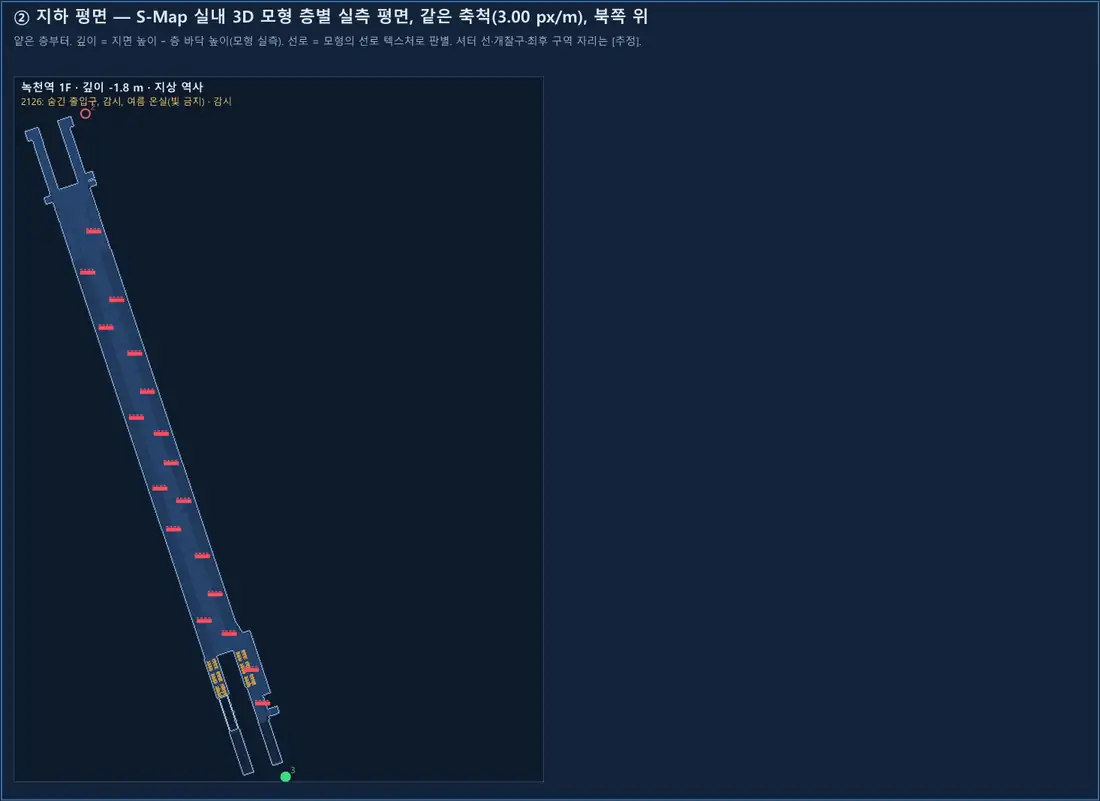 ② 지하 평면 — S-Map 실내 3D 모형 층별 실측 평면, 같은 축척(3.00 px/m), 북쪽 위
얕은 층부터. 깊이 = 지면 높이 − 층 바닥 높이(모형 실측). 선로 = 모형의 선로 텍스처로 판별. 셔터 선·개찰구·최후 구역 자리는 [추정].
녹천역 1F · 깊이 -1.8 m · 지상 역사
2126: 숨긴 출입구, 감시, 여름 온실(빛 금지) · 감시
3